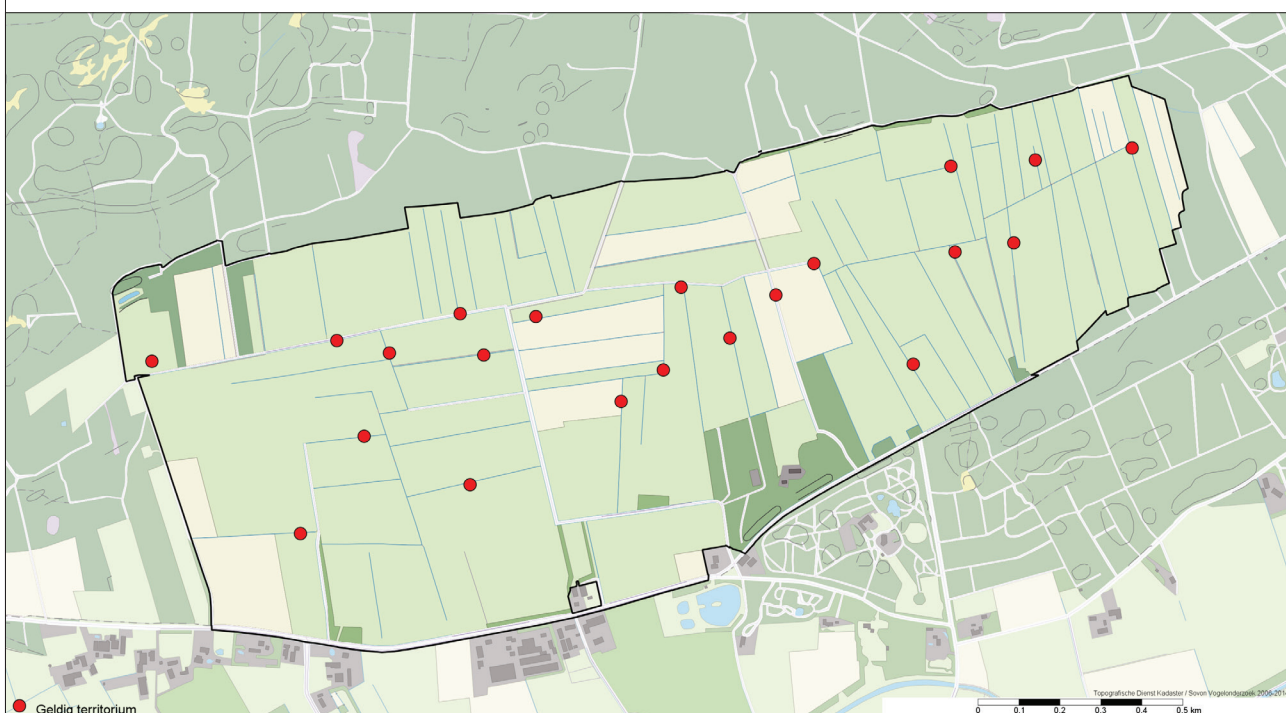 Topografische Dienst Kadaster / Sovon Vogelonderzoek 2006-201
Geldig territorium
0 0.1 0.2 0.3 0.4 0.5 km